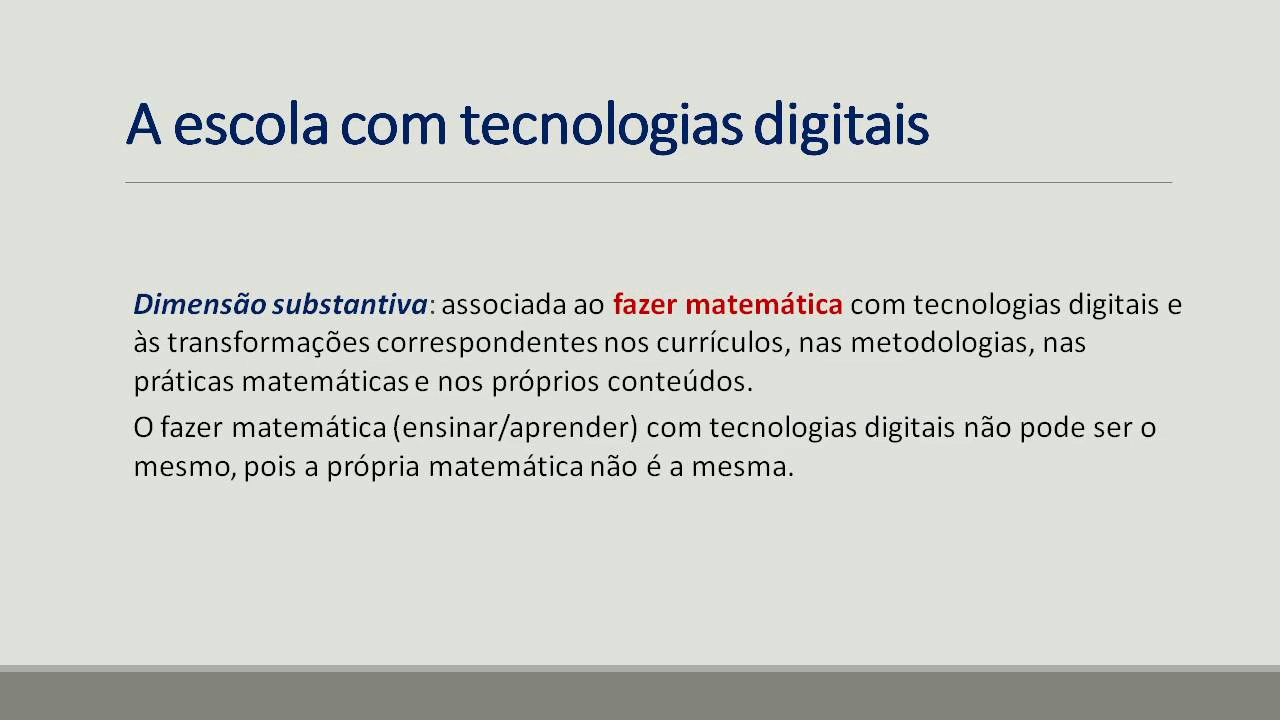 A escola com tecnologias digitais
Dimensão substantiva: associada ao fazer matemática com tecnologias digitais e
às transformações correspondentes nos currículos, nas metodologias, nas
práticas matemáticas e nos próprios conteúdos.
O fazer matemática (ensinar/aprender) com tecnologias digitais não pode ser o
mesmo, pois a própria matemática não é a mesma.